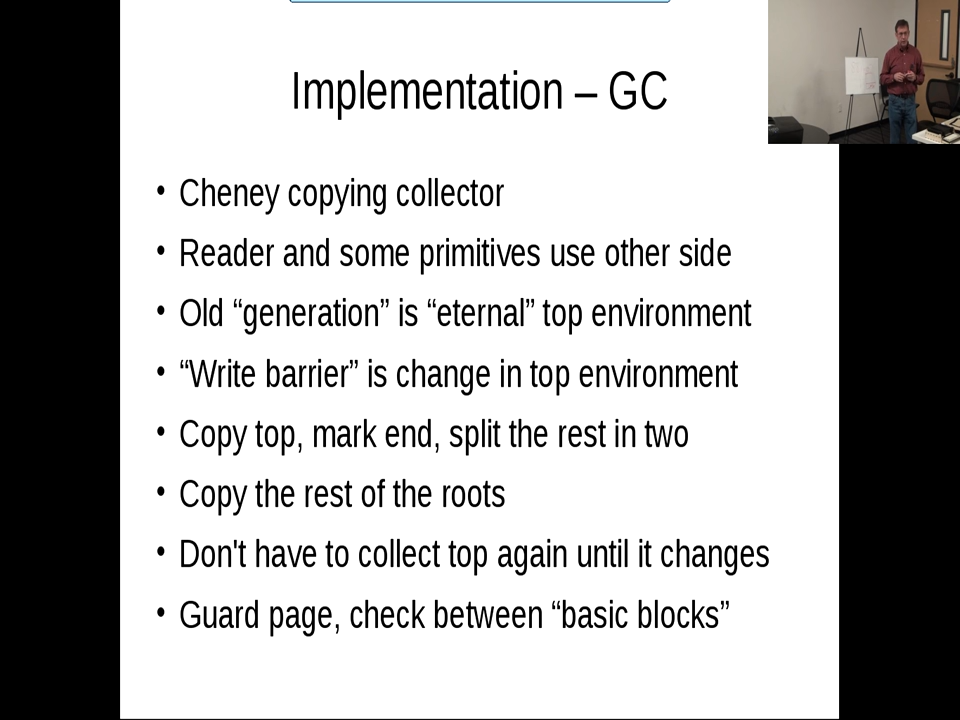 Implementation – GC
• Cheney copying collector
• Reader and some primitives use other side
• Old “generation” is “eternal” top environment
• “Write barrier” is change in top environment
• Copy top, mark end, split the rest in two
• Copy the rest of the roots
• Don't have to collect top again until it changes
• Guard page, check between “basic blocks”